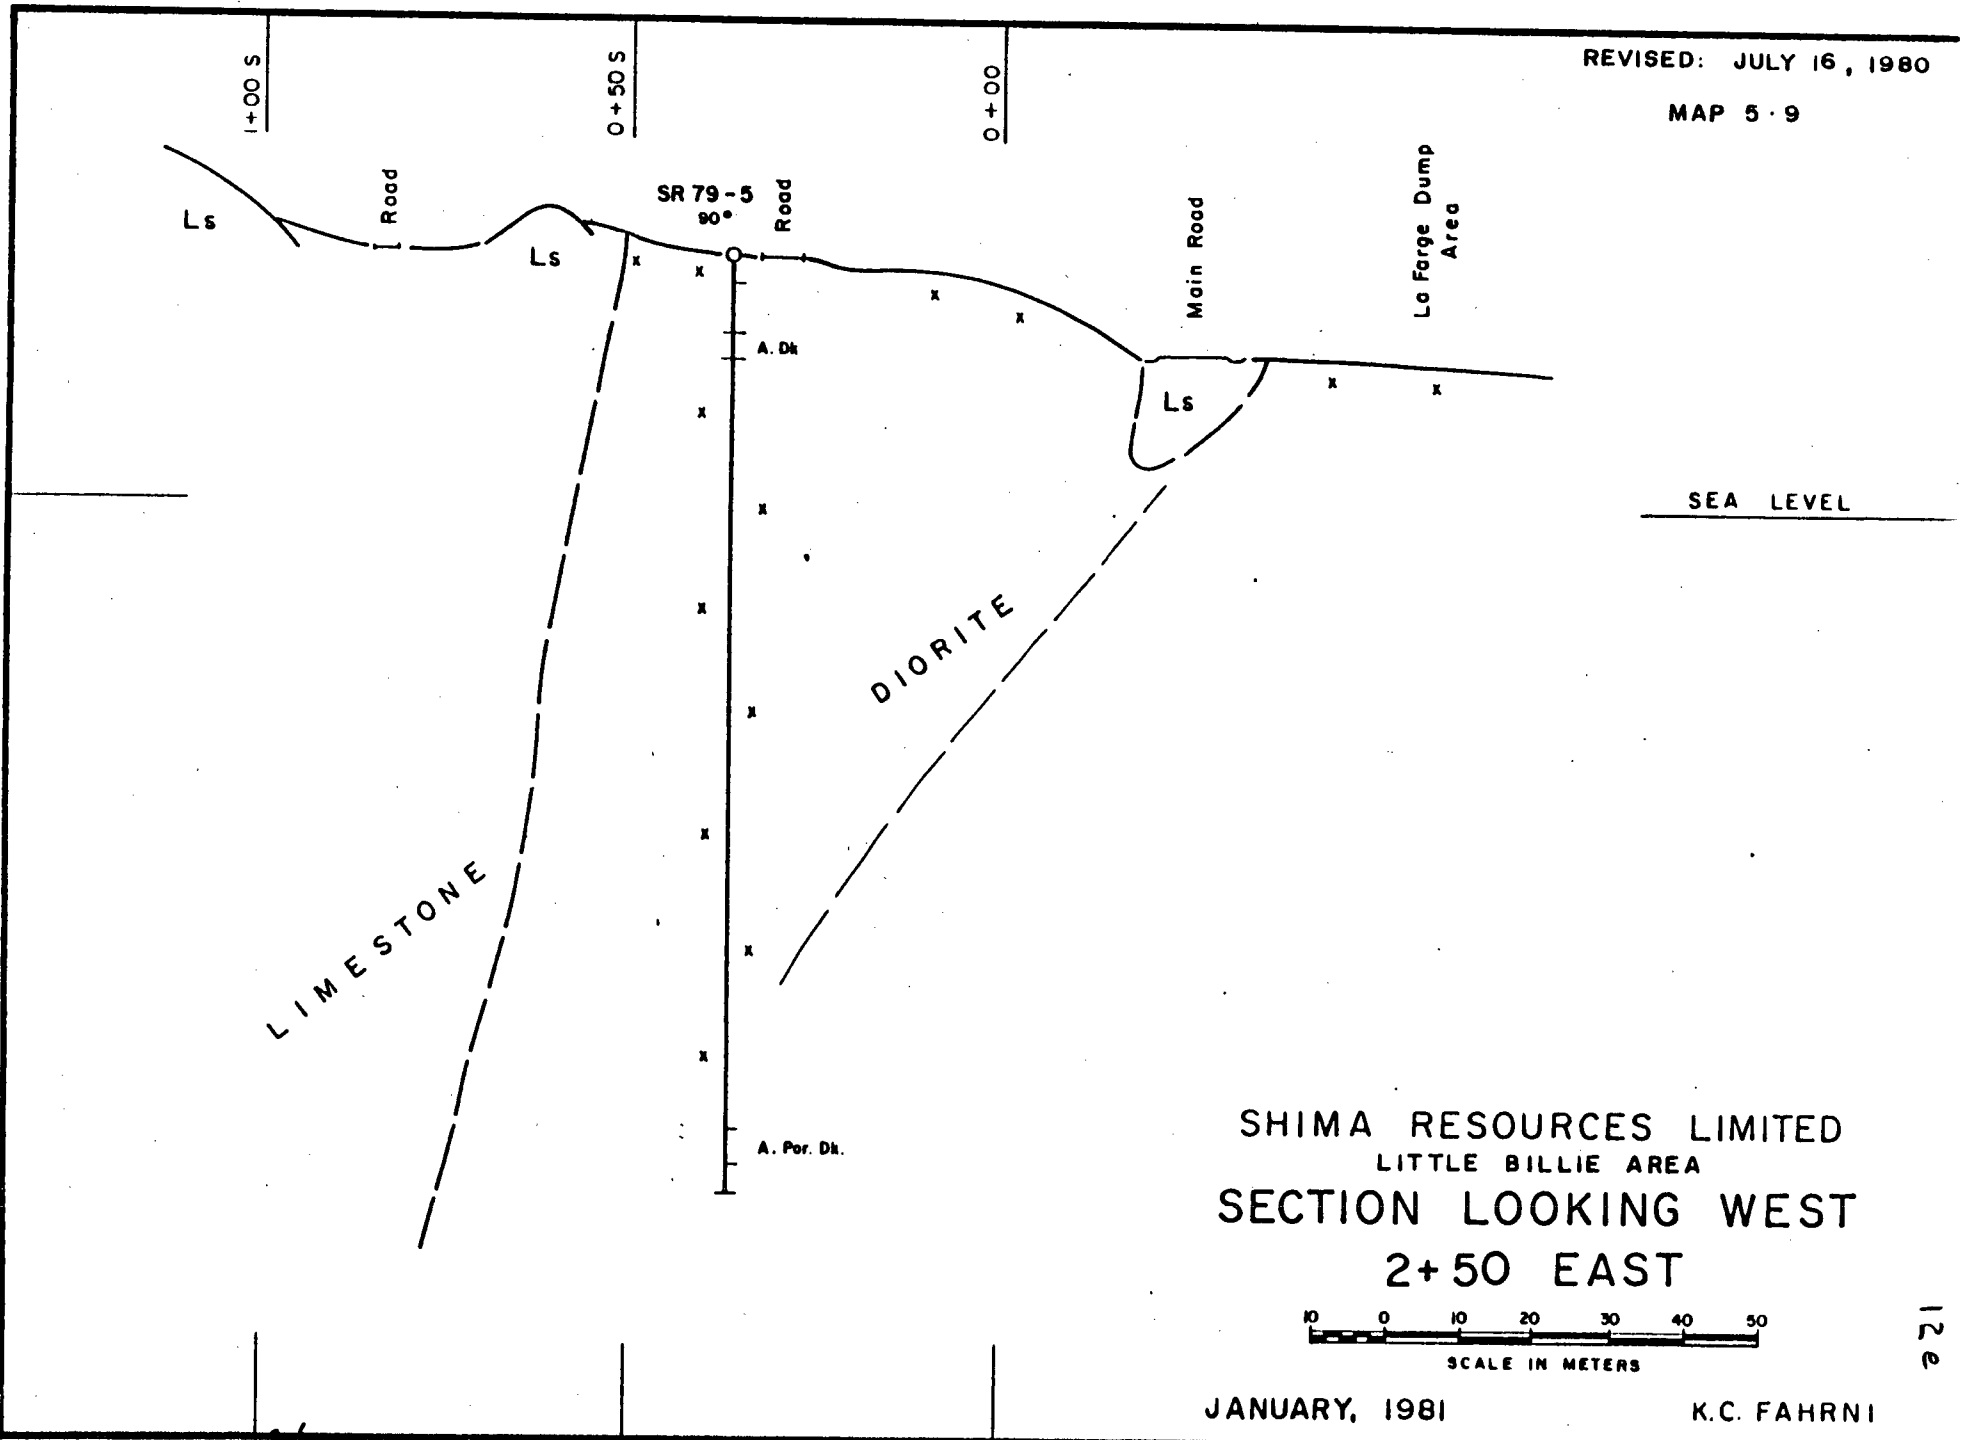 REVISED: JULY 16, 1980
MAP 5·9
1+00 S
0+50 S
0+00
Road
SR 79-5
90°
Road
Main Road
La Farge Dump
Area
Ls
Ls
A. Dk
Ls
SEA LEVEL
DIORITE
LIMESTONE
A. Por. Dk.
SHIMA RESOURCES LIMITED
LITTLE BILLIE AREA
SECTION LOOKING WEST
2+50 EAST
10 0 10 20 30 40 50
SCALE IN METERS
JANUARY, 1981
K.C. FAHRNI
12e